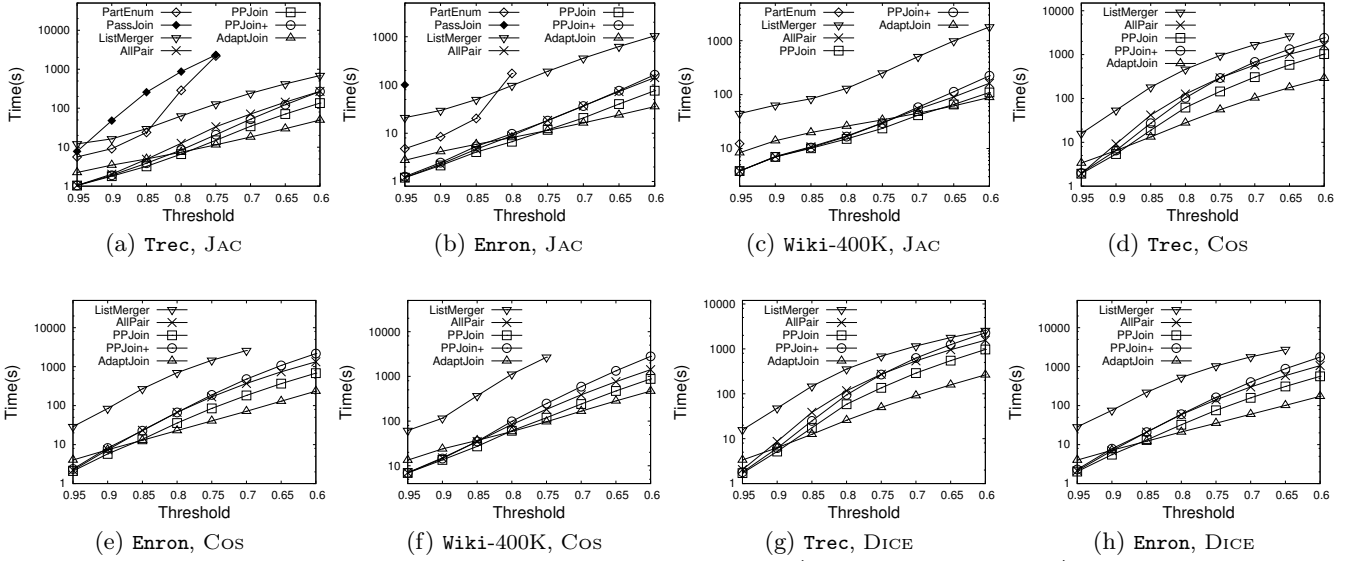 PartEnum
PassJoin
ListMerger
AllPair
PPJoin
PPJoin+
AdaptJoin
Time(s)
10000
1000
100
10
1
0.95 0.9 0.85 0.8 0.75 0.7 0.65 0.6
Threshold
(a) Trec, JAC
PartEnum
PassJoin
ListMerger
AllPair
PPJoin
PPJoin+
AdaptJoin
Time(s)
1000
100
10
1
0.95 0.9 0.85 0.8 0.75 0.7 0.65 0.6
Threshold
(b) Enron, JAC
PartEnum
ListMerger
AllPair
PPJoin
PPJoin+
AdaptJoin
Time(s)
1000
100
10
0.95 0.9 0.85 0.8 0.75 0.7 0.65 0.6
Threshold
(c) Wiki-400K, JAC
ListMerger
AllPair
PPJoin
PPJoin+
AdaptJoin
Time(s)
10000
1000
100
10
1
0.95 0.9 0.85 0.8 0.75 0.7 0.65 0.6
Threshold
(d) Trec, COS
ListMerger
AllPair
PPJoin
PPJoin+
AdaptJoin
Time(s)
10000
1000
100
10
1
0.95 0.9 0.85 0.8 0.75 0.7 0.65 0.6
Threshold
(e) Enron, COS
ListMerger
AllPair
PPJoin
PPJoin+
AdaptJoin
Time(s)
10000
1000
100
10
0.95 0.9 0.85 0.8 0.75 0.7 0.65 0.6
Threshold
(f) Wiki-400K, COS
ListMerger
AllPair
PPJoin
PPJoin+
AdaptJoin
Time(s)
10000
1000
100
10
1
0.95 0.9 0.85 0.8 0.75 0.7 0.65 0.6
Threshold
(g) Trec, DICE
ListMerger
AllPair
PPJoin
PPJoin+
AdaptJoin
Time(s)
10000
1000
100
10
1
0.95 0.9 0.85 0.8 0.75 0.7 0.65 0.6
Threshold
(h) Enron, DICE